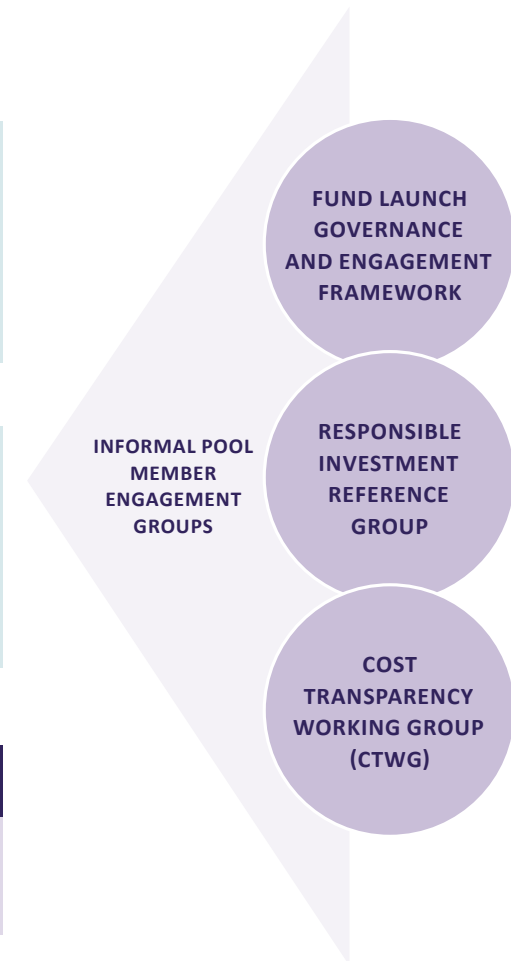 INFORMAL POOL
MEMBER
ENGAGEMENT
GROUPS
FUND LAUNCH
GOVERNANCE
AND ENGAGEMENT
FRAMEWORK
RESPONSIBLE
INVESTMENT
REFERENCE
GROUP
COST
TRANSPARENCY
WORKING GROUP
(CTWG)